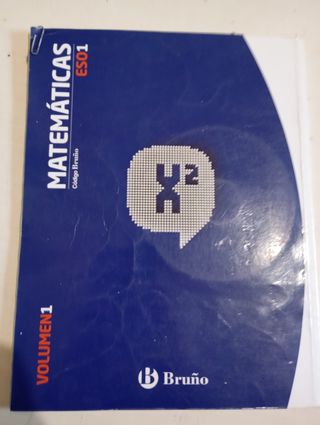 MATEMÁTICAS
ESO1
Código Bruño
X²
VOLUMEN1
B Bruño